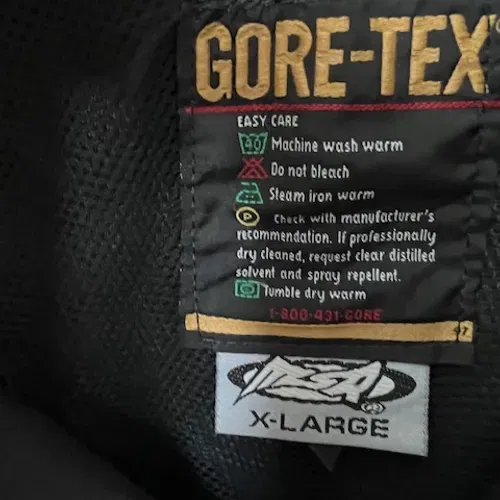 GORE-TEX
EASY CARE
40 Machine wash warm
Do not bleach
Steam iron warm
P Check with manufacturer's
recommendation. If professionally
dry cleaned, request clear distilled
solvent and spray repellent.
Tumble dry warm
1-800-431-GORE
X-LARGE